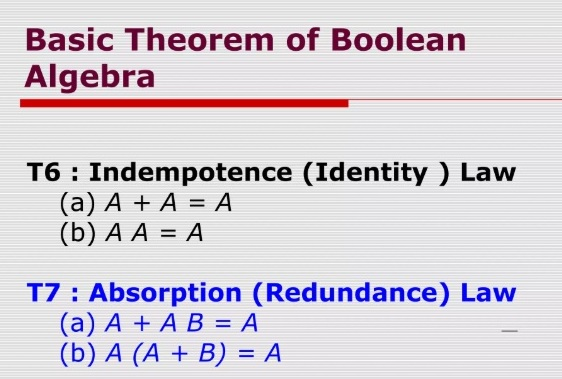 Basic Theorem of Boolean
Algebra
T6 : Indempotence (Identity ) Law
(a) A + A = A
(b) A A = A
T7 : Absorption (Redundance) Law
(a) A + A B = A
(b) A (A + B) = A